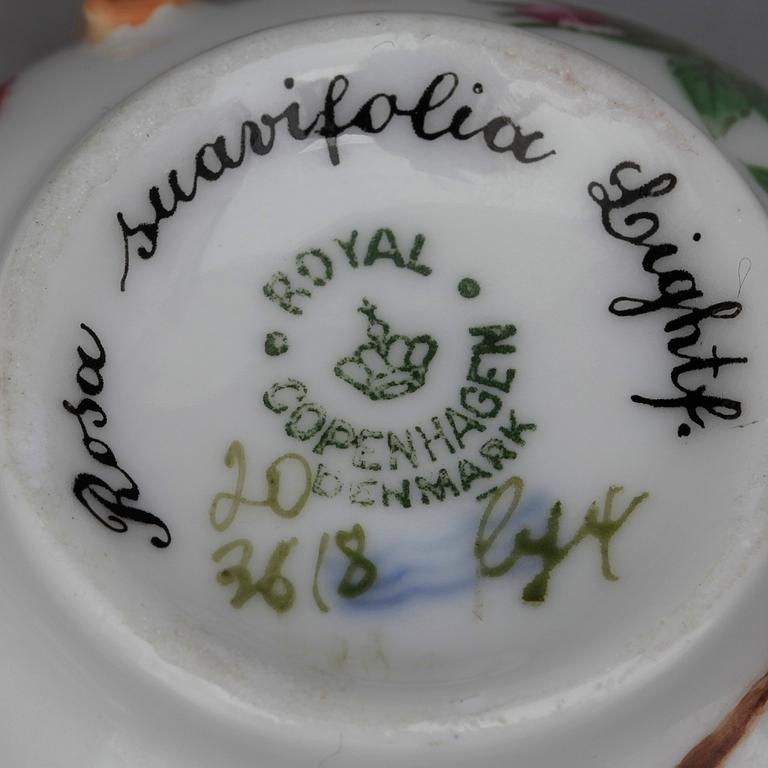 Rosa suavifolia Lightf.
ROYAL
COPENHAGEN
DENMARK
20
3618